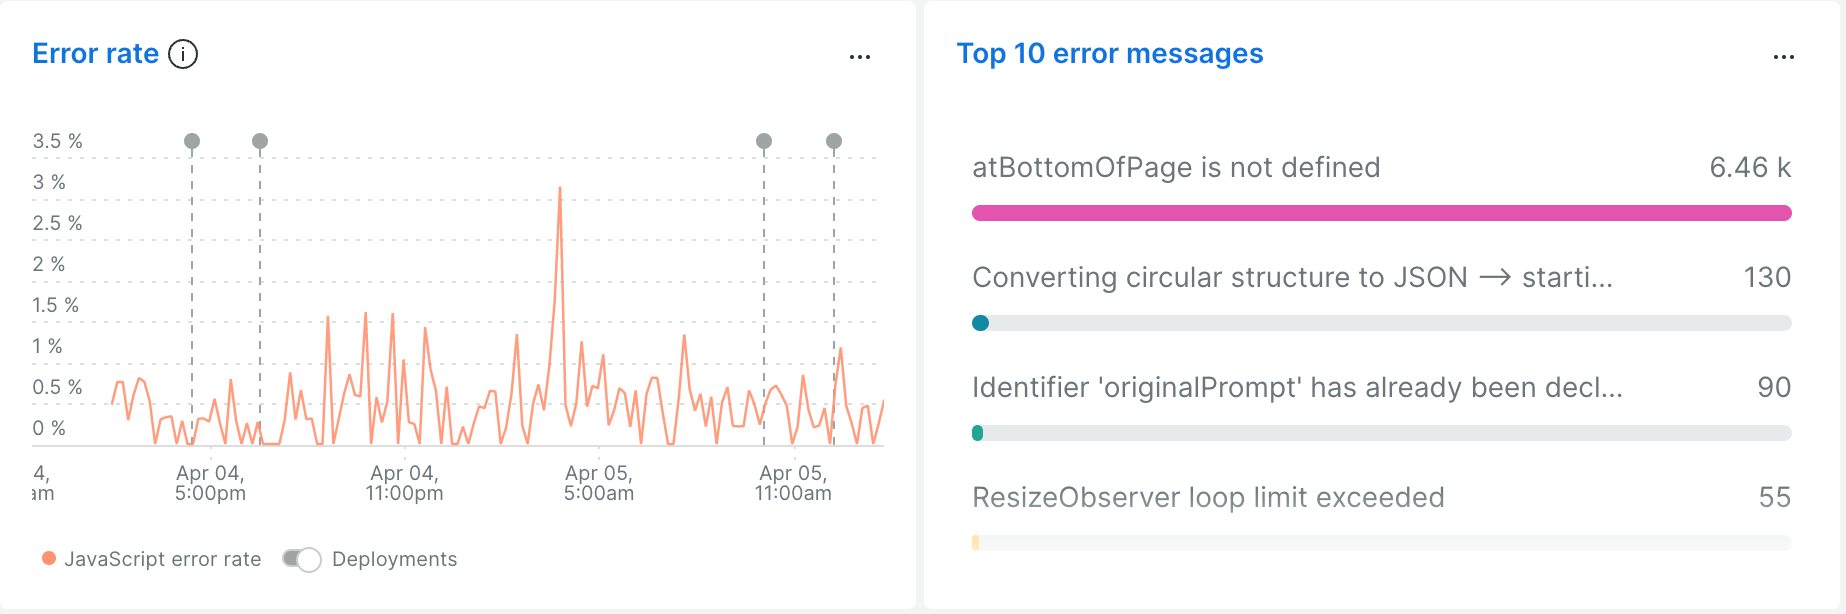 Error rate
3.5 %
3 %
2.5 %
2 %
1.5 %
1 %
0.5 %
0 %
4,
am
Apr 04,
5:00pm
Apr 04,
11:00pm
Apr 05,
5:00am
Apr 05,
11:00am
JavaScript error rate
Deployments
Top 10 error messages
atBottomOfPage is not defined 6.46 k
Converting circular structure to JSON --> starti... 130
Identifier 'originalPrompt' has already been decl... 90
ResizeObserver loop limit exceeded 55